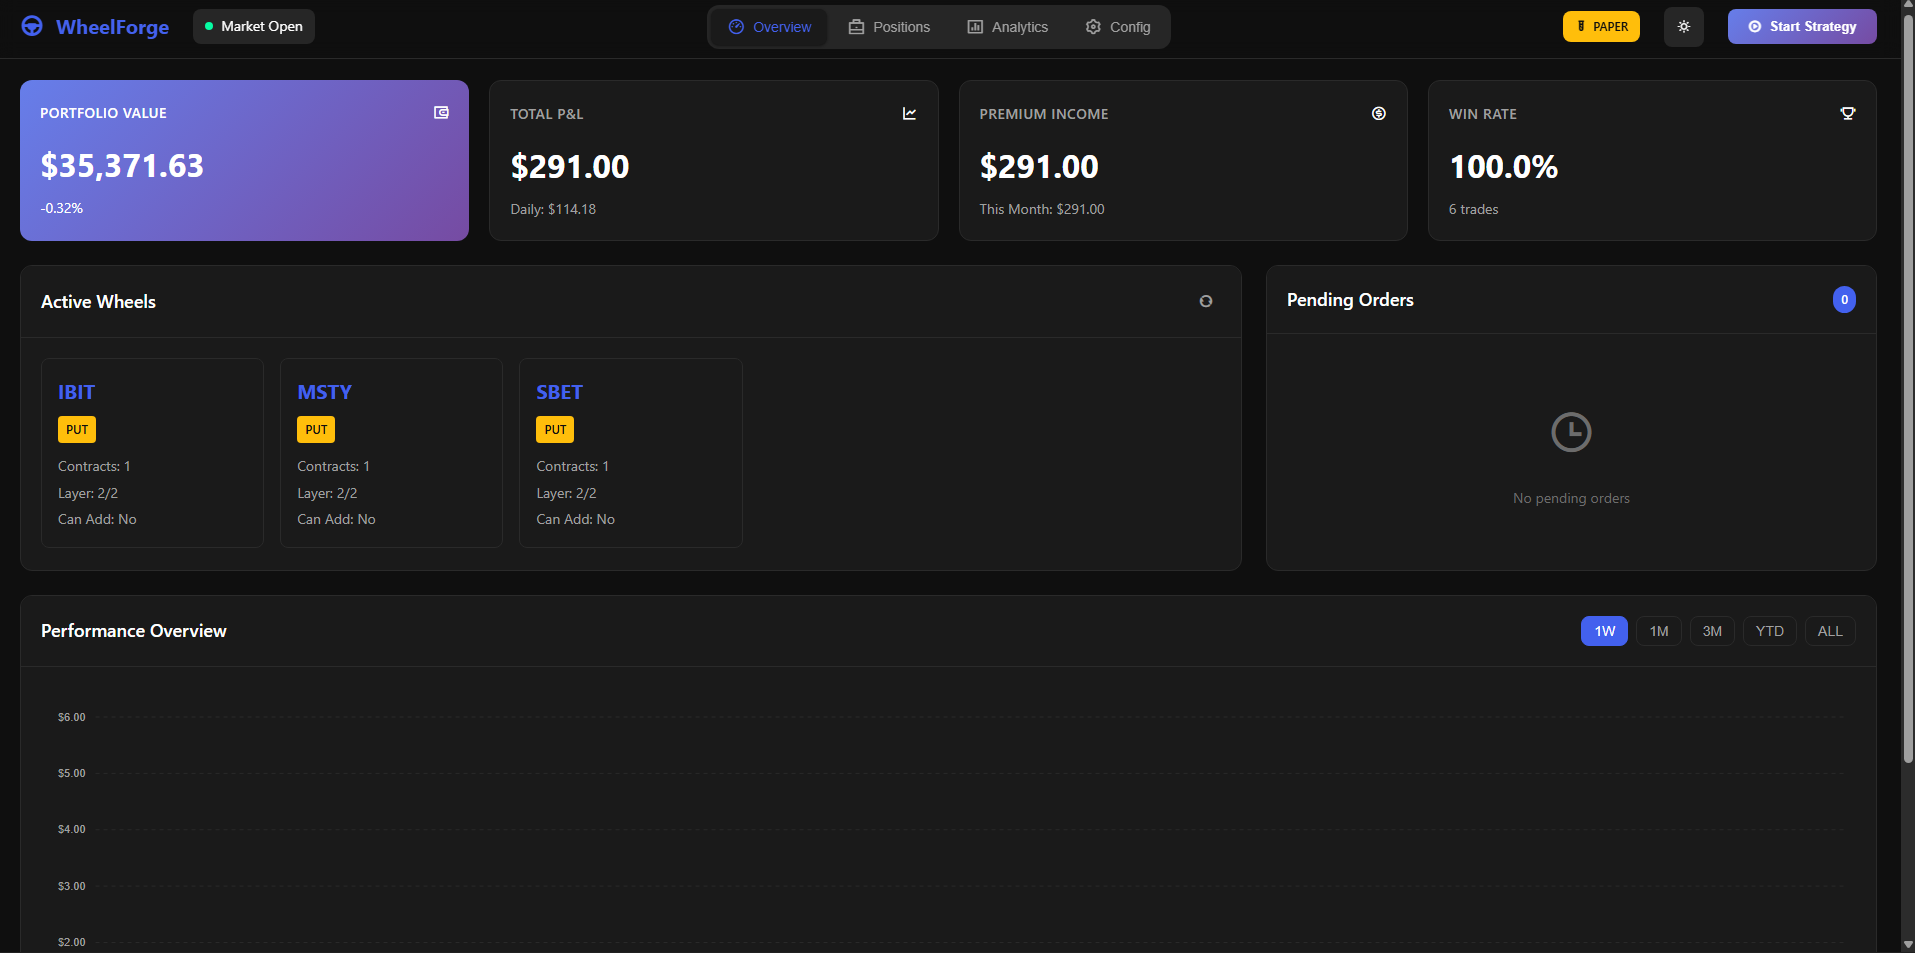 WheelForge
Market Open
Overview
Positions
Analytics
Config
PAPER
Start Strategy
PORTFOLIO VALUE
$35,371.63
-0.32%
TOTAL P&L
$291.00
Daily: $114.18
PREMIUM INCOME
$291.00
This Month: $291.00
WIN RATE
100.0%
6 trades
Active Wheels
IBIT
PUT
Contracts: 1
Layer: 2/2
Can Add: No
MSTY
PUT
Contracts: 1
Layer: 2/2
Can Add: No
SBET
PUT
Contracts: 1
Layer: 2/2
Can Add: No
Pending Orders
0
No pending orders
Performance Overview
1W
1M
3M
YTD
ALL
$6.00
$5.00
$4.00
$3.00
$2.00